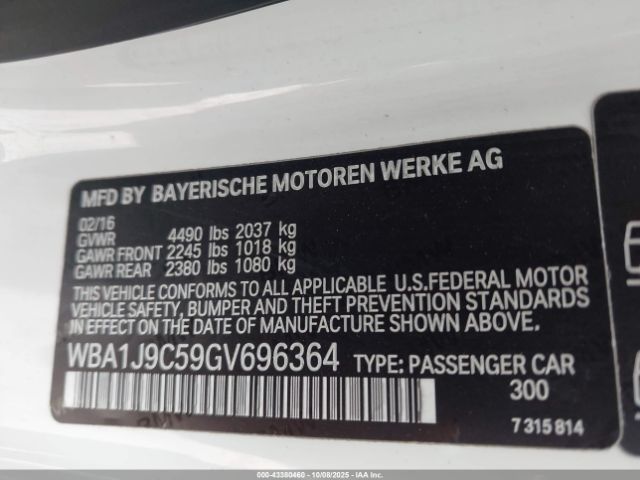 MFD BY BAYERISCHE MOTOREN WERKE AG
02/16
GVWR 4490 lbs 2037 kg
GAWR FRONT 2245 lbs 1018 kg
GAWR REAR 2380 lbs 1080 kg
THIS VEHICLE CONFORMS TO ALL APPLICABLE U.S.FEDERAL MOTOR
VEHICLE SAFETY, BUMPER AND THEFT PREVENTION STANDARDS
IN EFFECT ON THE DATE OF MANUFACTURE SHOWN ABOVE.
WBA1J9C59GV696364 TYPE: PASSENGER CAR
300
7 315 814
000-43380460 - 10/08/2025 - IAAI.COM